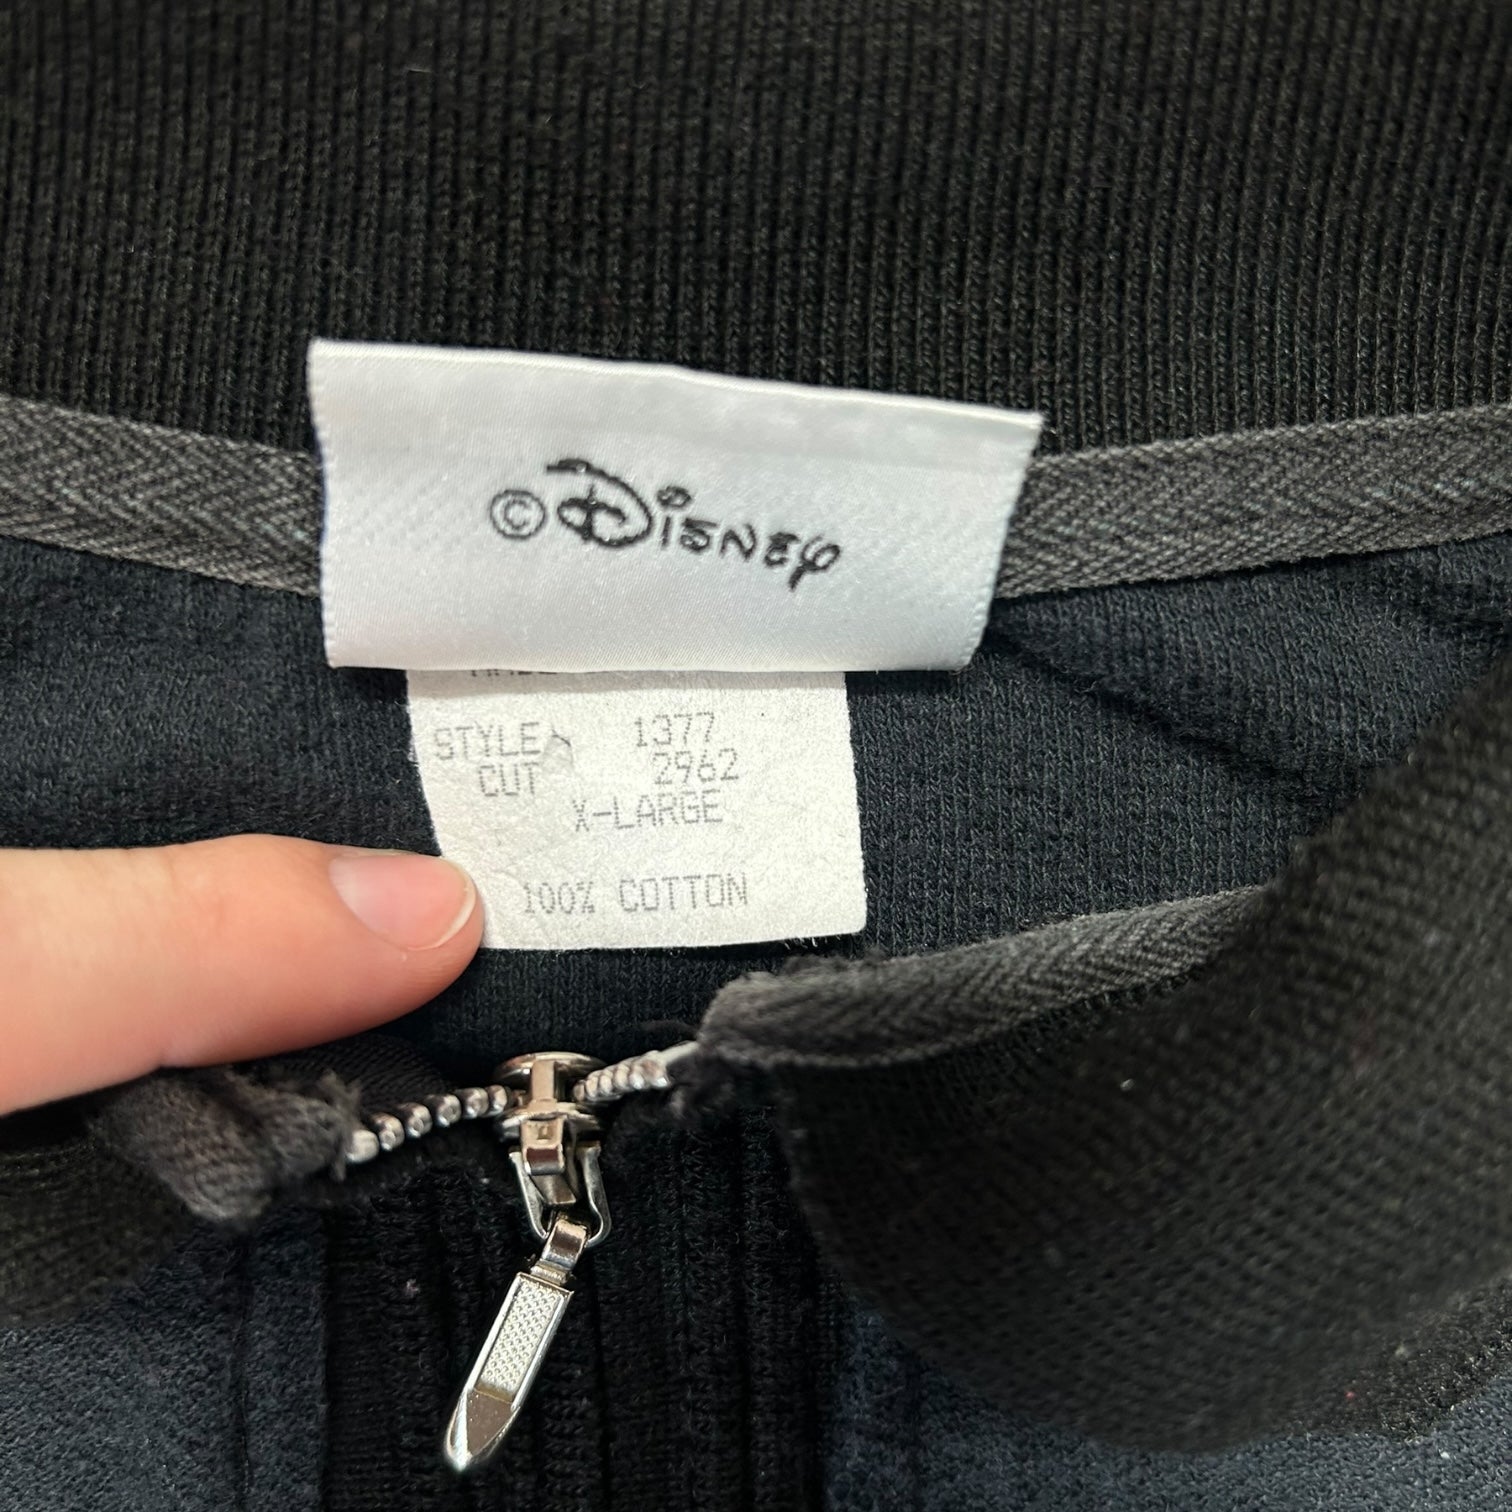 ©Disney
STYLE 1377
CUT 2962
X-LARGE
100% COTTON